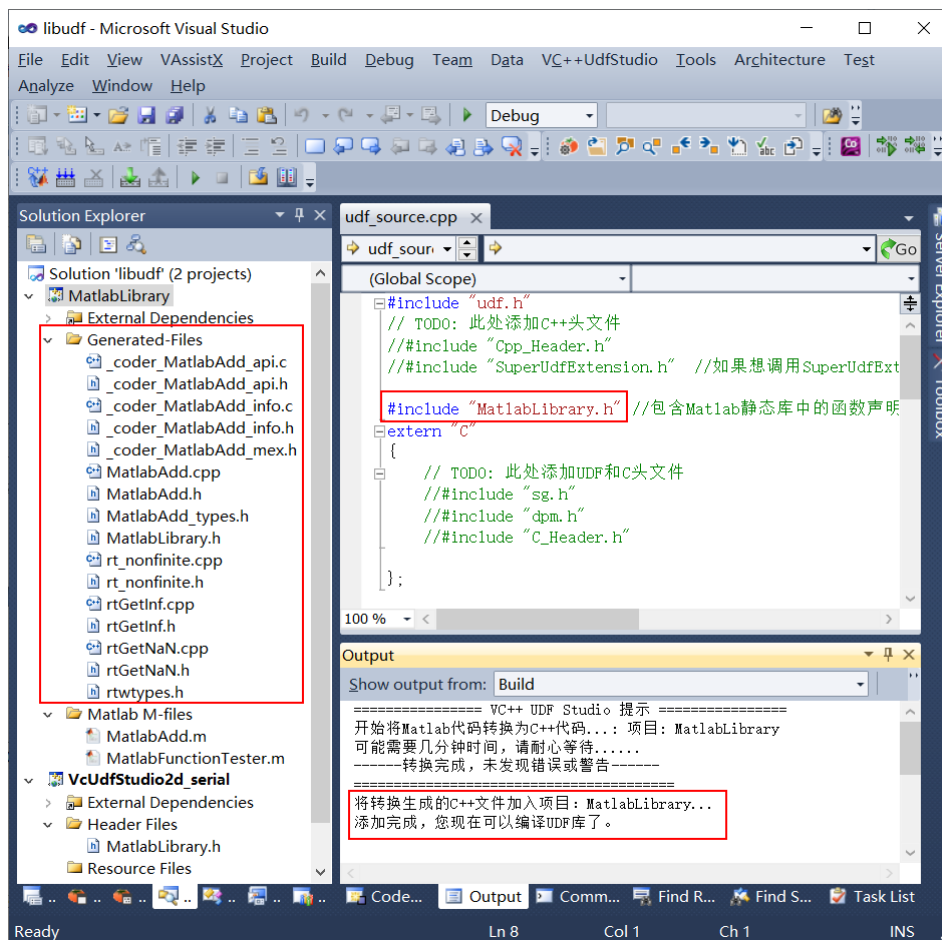 libudf - Microsoft Visual Studio
File Edit View VAssistX Project Build Debug Team Data VC++UdfStudio Tools Architecture Test
Analyze Window Help
Debug
Solution Explorer
Solution 'libudf' (2 projects)
MatlabLibrary
External Dependencies
Generated-Files
_coder_MatlabAdd_api.c
_coder_MatlabAdd_api.h
_coder_MatlabAdd_info.c
_coder_MatlabAdd_info.h
_coder_MatlabAdd_mex.h
MatlabAdd.cpp
MatlabAdd.h
MatlabAdd_types.h
MatlabLibrary.h
rt_nonfinite.cpp
rt_nonfinite.h
rtGetInf.cpp
rtGetInf.h
rtGetNaN.cpp
rtGetNaN.h
rtwtypes.h
Matlab M-files
MatlabAdd.m
MatlabFunctionTester.m
VcUdfStudio2d_serial
External Dependencies
Header Files
MatlabLibrary.h
Resource Files
udf_source.cpp
udf_sour
Go
(Global Scope)
#include "udf.h"
// TODO: 此处添加C++头文件
//#include "Cpp_Header.h"
//#include "SuperUdfExtension.h" //如果想调用SuperUdfExt
#include "MatlabLibrary.h" //包含Matlab静态库中的函数声明
extern "C"
{
// TODO: 此处添加UDF和C头文件
//#include "sg.h"
//#include "dpm.h"
//#include "C_Header.h"
};
100 %
Output
Show output from: Build
================ VC++ UDF Studio 提示 ================
开始将Matlab代码转换为C++代码...: 项目: MatlabLibrary
可能需要几分钟时间, 请耐心等待......
------转换完成, 未发现错误或警告------
========================================
将转换生成的C++文件加入项目: MatlabLibrary...
添加完成, 您现在可以编译UDF库了。
Server Explorer
Toolbox
.. .. .. .. .. .. .. Code... Output Comm... Find R... Find S... Task List
Ready Ln 8 Col 1 Ch 1 INS